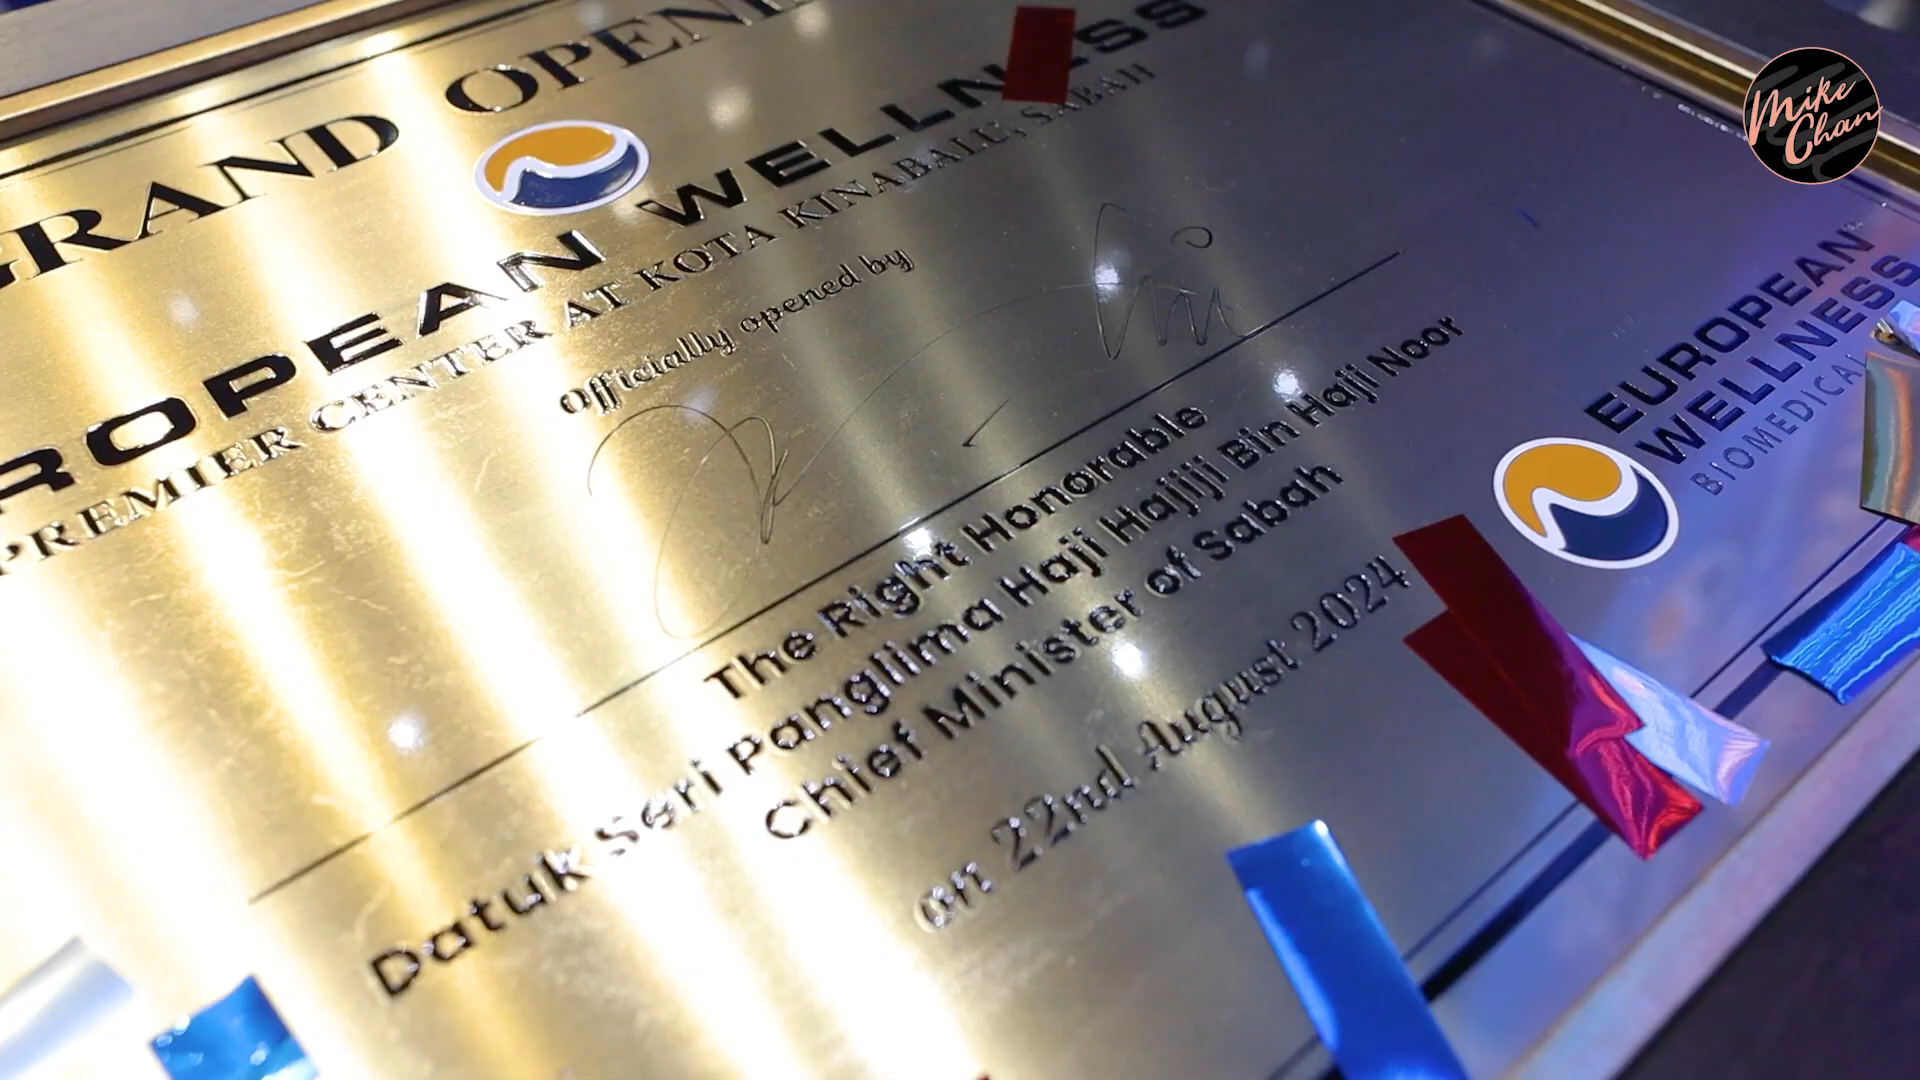 GRAND OPENI
ROPEAN WELLNESS
PREMIER CENTER AT KOTA KINABALU, SABAH
Officially opened by
The Right Honorable
Datuk Seri Panglima Haji Hajiji Bin Haji Noor
Chief Minister of Sabah
on 22nd August 2024
EUROPEAN
WELLNESS
BIOMEDICAL
Mike
Chan